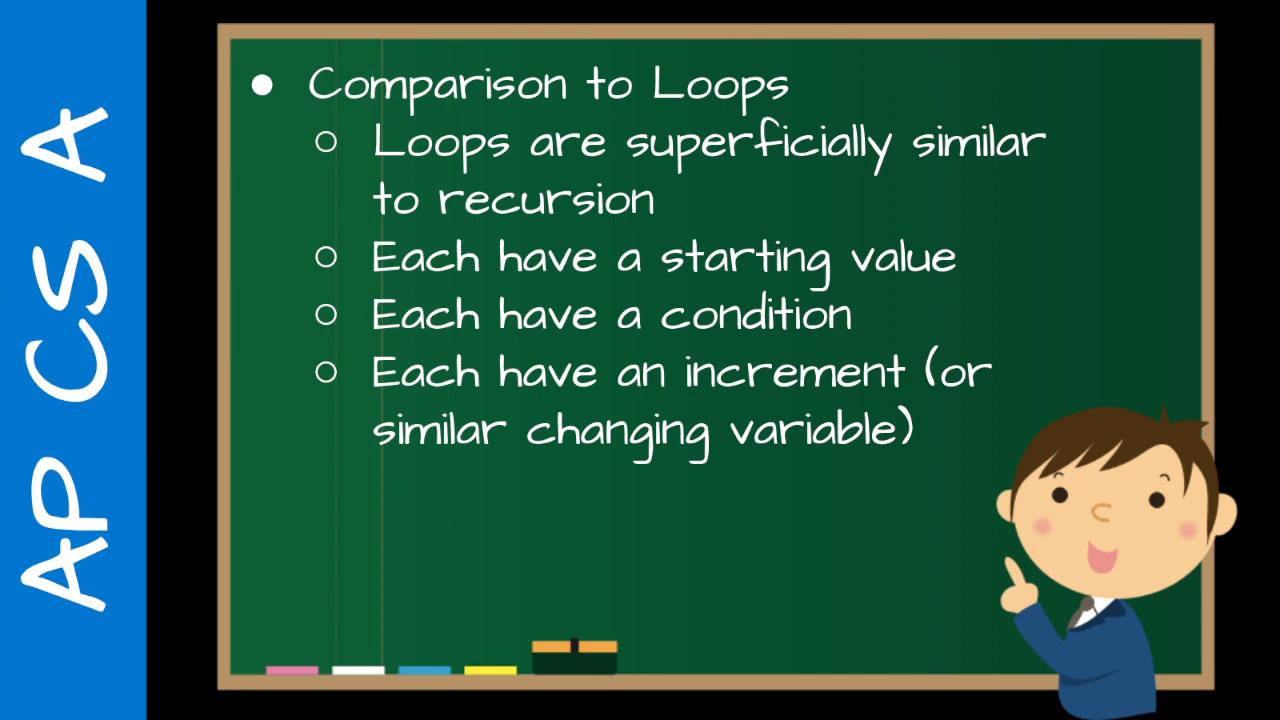 AP CS A
● Comparison to Loops
○ Loops are superficially similar
to recursion
○ Each have a starting value
○ Each have a condition
○ Each have an increment (or
similar changing variable)